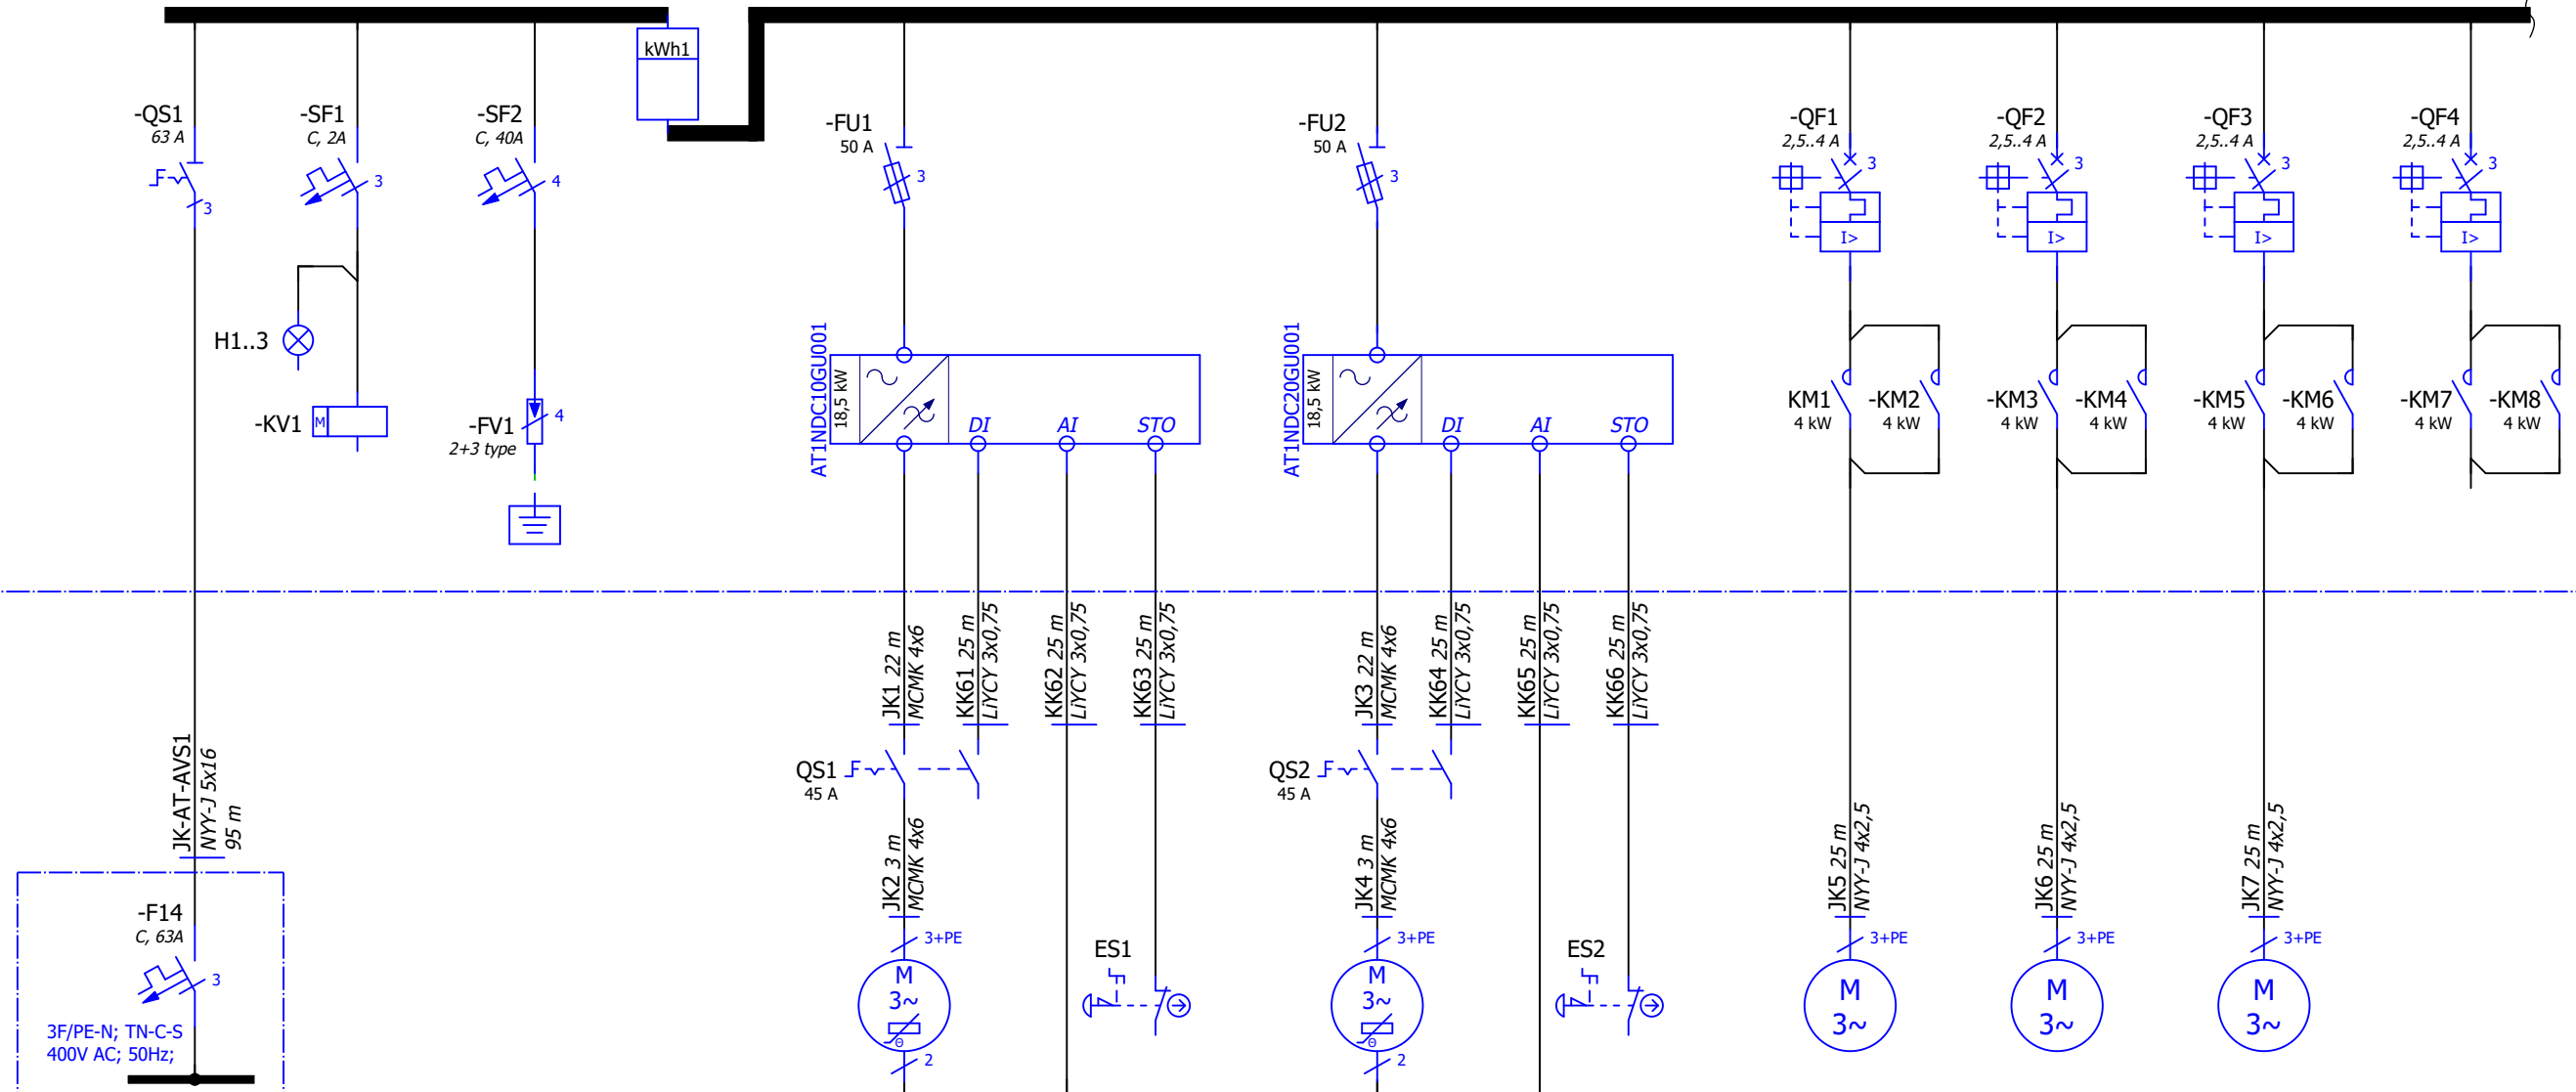 kWh1
-QS1
63 A
3
-SF1
C, 2A
3
-SF2
C, 40A
4
-FU1
50 A
3
-FU2
50 A
3
-QF1
2,5..4 A
3
I>
-QF2
2,5..4 A
3
I>
-QF3
2,5..4 A
3
I>
-QF4
2,5..4 A
3
I>
H1..3
-KV1
M
-FV1
2+3 type
4
AT1NDC10GU001
18,5 kW
DI
AI
STO
AT1NDC20GU001
18,5 kW
DI
AI
STO
KM1
4 kW
-KM2
4 kW
-KM3
4 kW
-KM4
4 kW
-KM5
4 kW
-KM6
4 kW
-KM7
4 kW
-KM8
4 kW
JK-AT-AVS1
NYY-J 5x16
95 m
JK1 22 m
MCMK 4x6
KK61 25 m
LiYCY 3x0,75
KK62 25 m
LiYCY 3x0,75
KK63 25 m
LiYCY 3x0,75
JK3 22 m
MCMK 4x6
KK64 25 m
LiYCY 3x0,75
KK65 25 m
LiYCY 3x0,75
KK66 25 m
LiYCY 3x0,75
QS1
45 A
QS2
45 A
JK2 3 m
MCMK 4x6
JK4 3 m
MCMK 4x6
JK5 25 m
NYY-J 4x2,5
JK6 25 m
NYY-J 4x2,5
JK7 25 m
NYY-J 4x2,5
-F14
C, 63A
3
3F/PE-N; TN-C-S
400V AC; 50Hz;
3+PE
M
3~
Θ
2
ES1
3+PE
M
3~
Θ
2
ES2
3+PE
M
3~
3+PE
M
3~
3+PE
M
3~